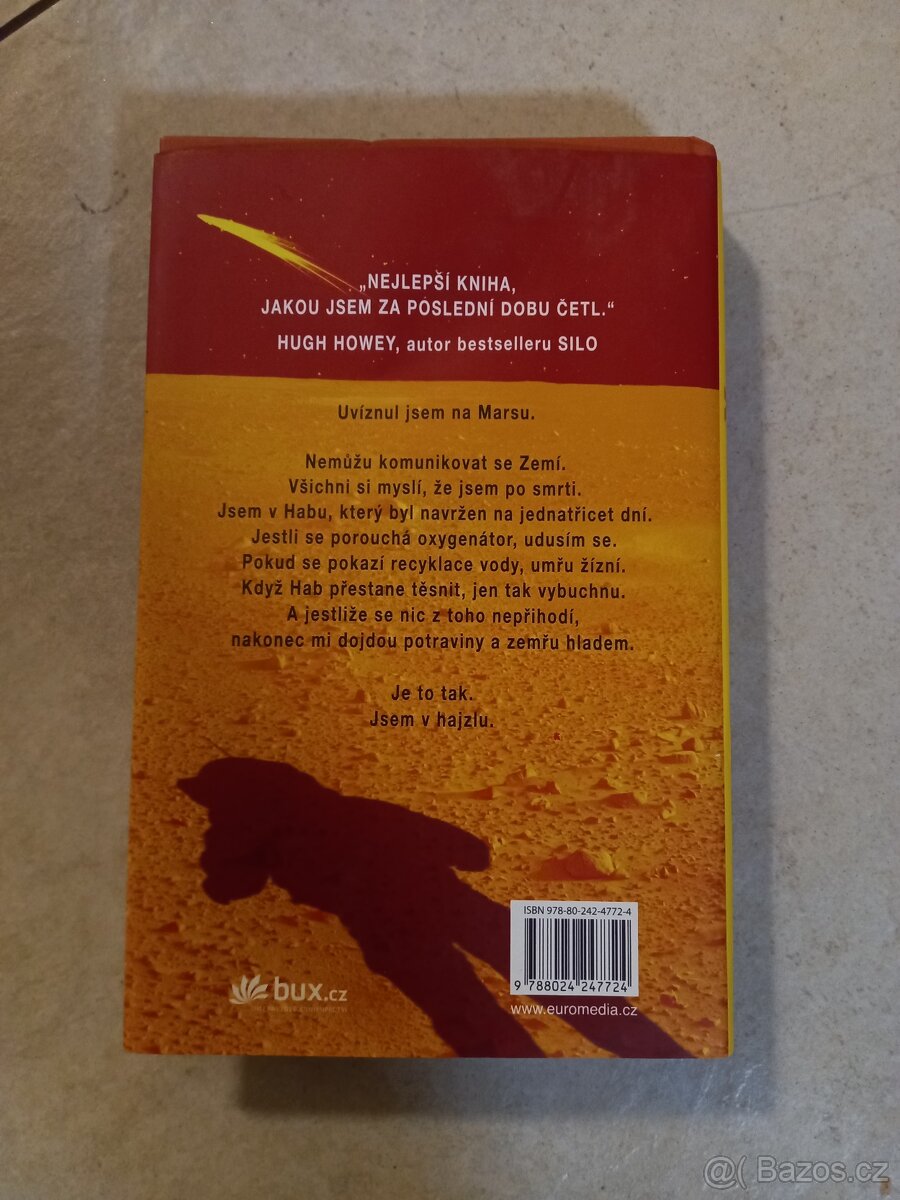 „NEJLEPŠÍ KNIHA,
JAKOU JSEM ZA POSLEDNÍ DOBU ČETL.“
HUGH HOWEY, autor bestselleru SILO
Uvíznul jsem na Marsu.
Nemůžu komunikovat se Zemí.
Všichni si myslí, že jsem po smrti.
Jsem v Habu, který byl navržen na jednatřicet dní.
Jestli se porouchá oxygenátor, udusím se.
Pokud se pokazí recyklace vody, umřu žízní.
Když Hab přestane těsnit, jen tak vybuchnu.
A jestliže se nic z toho nepřihodí,
nakonec mi dojdou potraviny a zemřu hladem.
Je to tak.
Jsem v hajzlu.
ISBN 978-80-242-4772-4
9 788024 247724
bux.cz
www.euromedia.cz
@( Bazos.cz